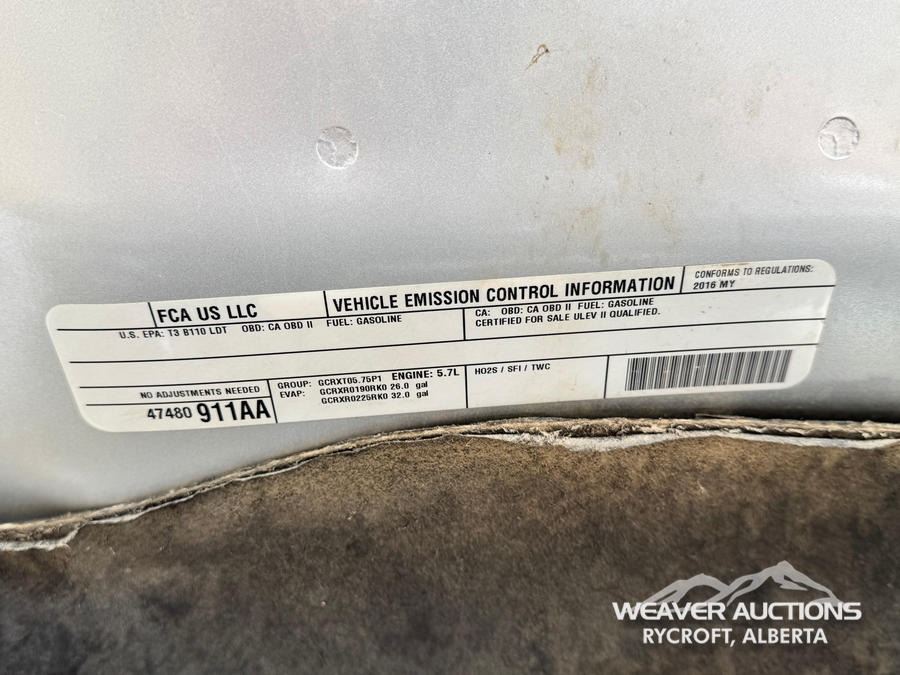 FCA US LLC
VEHICLE EMISSION CONTROL INFORMATION
CONFORMS TO REGULATIONS:
2016 MY
U.S. EPA: T3 B110 LDT OBD: CA OBD II FUEL: GASOLINE
CA: OBD: CA OBD II FUEL: GASOLINE
CERTIFIED FOR SALE ULEV II QUALIFIED.
NO ADJUSTMENTS NEEDED
47480 911AA
GROUP: GCRXT05.75P1 ENGINE: 5.7L
EVAP: GCRXR0190RK0 26.0 gal
GCRXR0225RK0 32.0 gal
HO2S / SFI / TWC
WEAVER AUCTIONS
RYCROFT, ALBERTA